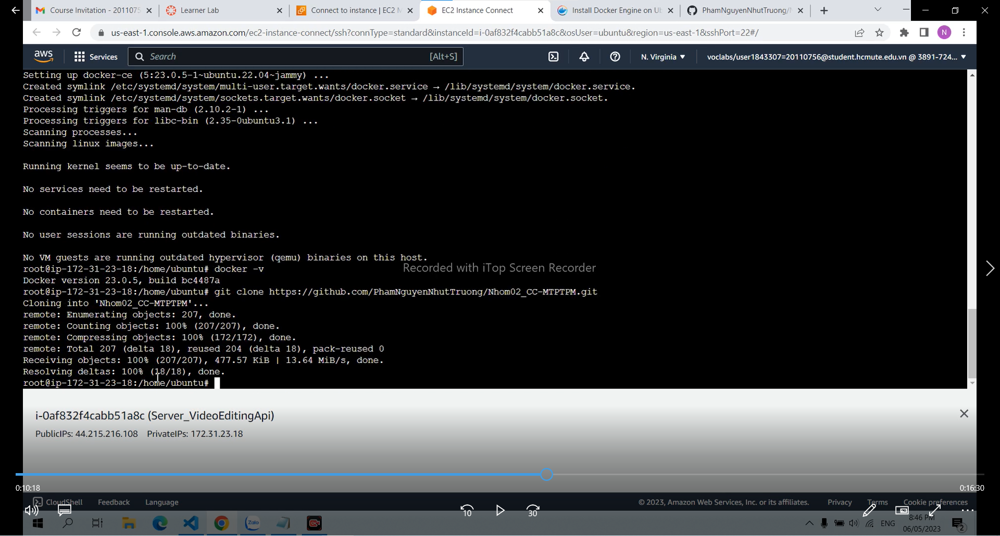 Course Invitation - 2011075
Learner Lab
Connect to instance | EC2 M
EC2 Instance Connect
Install Docker Engine on Ub
PhamNguyenNhutTruong/
us-east-1.console.aws.amazon.com/ec2-instance-connect/ssh?connType=standard&instanceId=i-0af832f4cabb51a8c&osUser=ubuntu&region=us-east-1&sshPort=22#/
N
aws
Services
Search
[Alt+S]
N. Virginia
voclabs/user1843307=20110756@student.hcmute.edu.vn @ 3891-724...
Setting up docker-ce (5:23.0.5-1~ubuntu.22.04~jammy) ...
Created symlink /etc/systemd/system/multi-user.target.wants/docker.service → /lib/systemd/system/docker.service.
Created symlink /etc/systemd/system/sockets.target.wants/docker.socket → /lib/systemd/system/docker.socket.
Processing triggers for man-db (2.10.2-1) ...
Processing triggers for libc-bin (2.35-0ubuntu3.1) ...
Scanning processes...
Scanning linux images...
Running kernel seems to be up-to-date.
No services need to be restarted.
No containers need to be restarted.
No user sessions are running outdated binaries.
No VM guests are running outdated hypervisor (qemu) binaries on this host.
root@ip-172-31-23-18:/home/ubuntu# docker -v
Recorded with iTop Screen Recorder
Docker version 23.0.5, build bc4487a
root@ip-172-31-23-18:/home/ubuntu# git clone https://github.com/PhamNguyenNhutTruong/Nhom02_CC-MTPTPM.git
Cloning into 'Nhom02_CC-MTPTPM'...
remote: Enumerating objects: 207, done.
remote: Counting objects: 100% (207/207), done.
remote: Compressing objects: 100% (172/172), done.
remote: Total 207 (delta 18), reused 204 (delta 18), pack-reused 0
Receiving objects: 100% (207/207), 477.57 KiB | 13.64 MiB/s, done.
Resolving deltas: 100% (18/18), done.
root@ip-172-31-23-18:/home/ubuntu#
i-0af832f4cabb51a8c (Server_VideoEditingApi)
PublicIPs: 44.215.216.108 PrivateIPs: 172.31.23.18
0:10:18
0:16:30
CloudShell
Feedback
Language
© 2023, Amazon Web Services, Inc. or its affiliates.
Privacy
Terms
Cookie preferences
10
30
Zalo
ENG
8:46 PM
06/05/2023
2